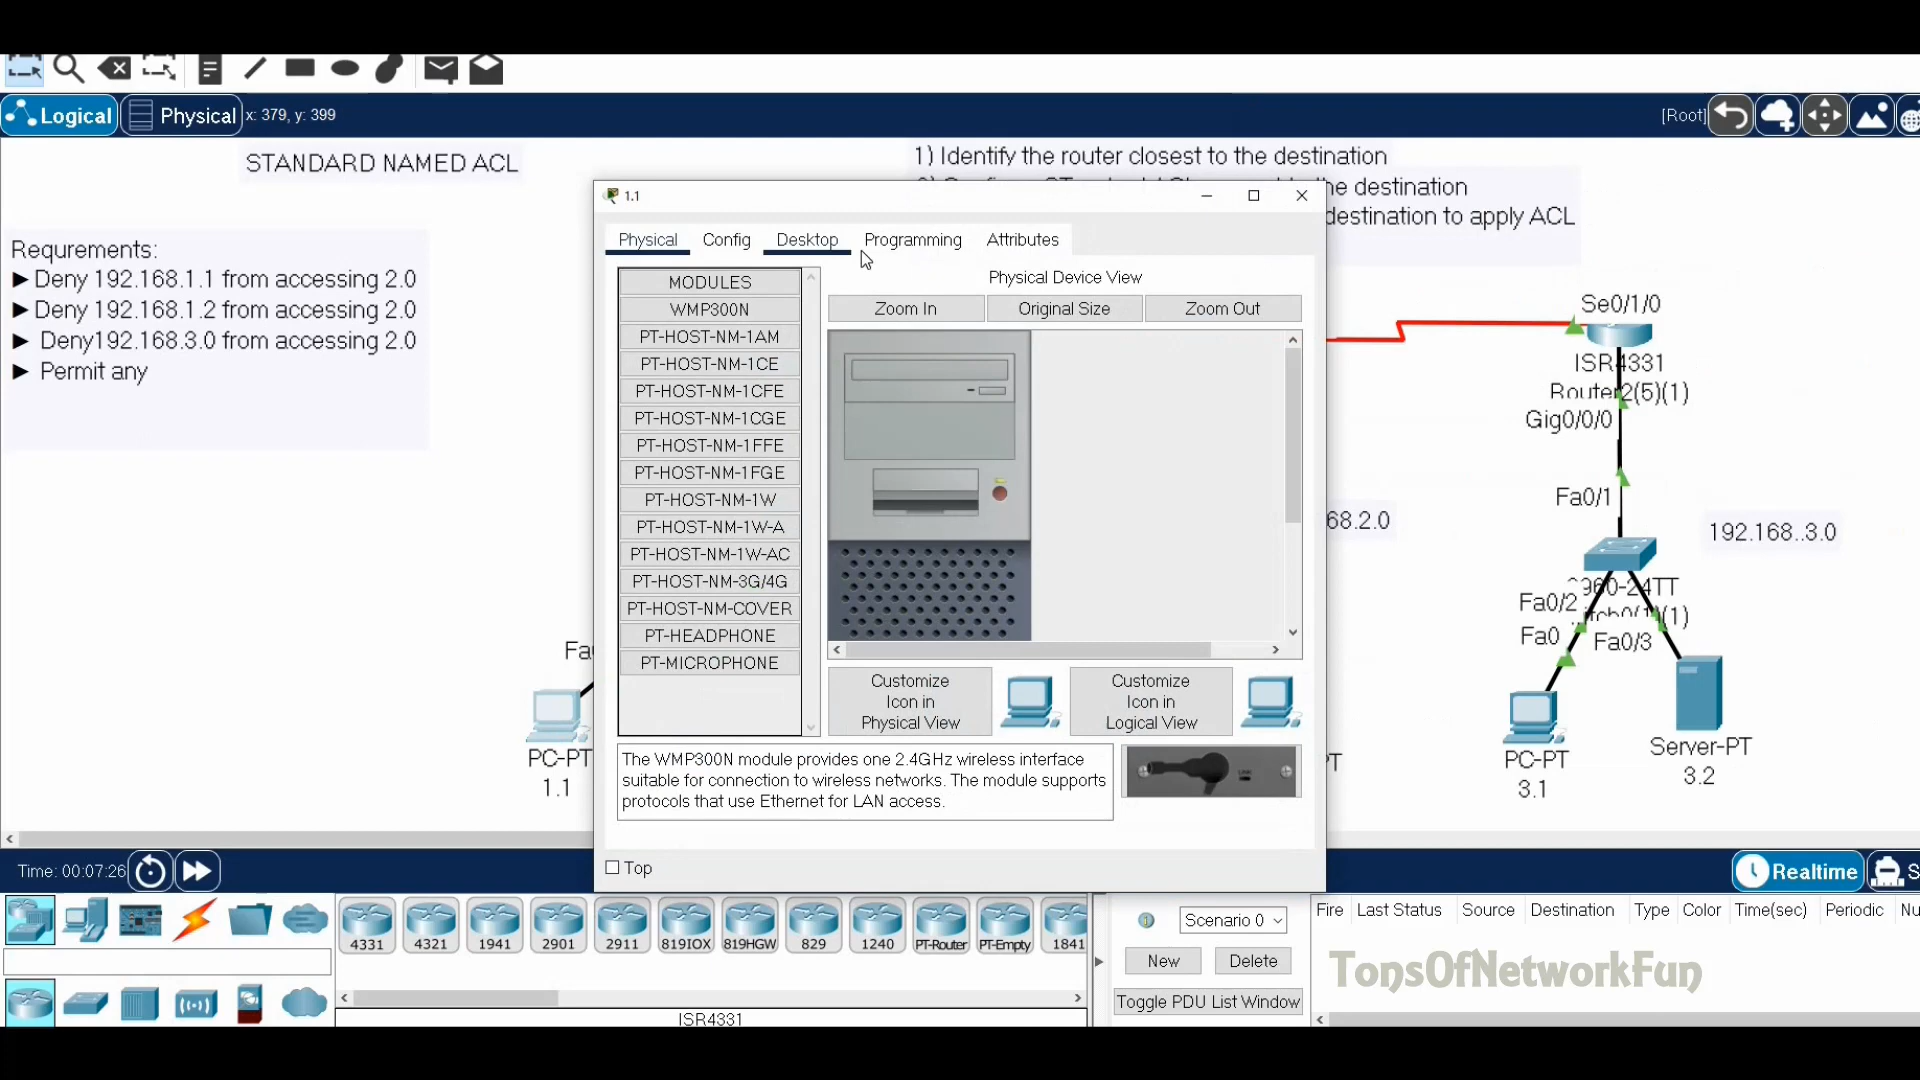 Logical
Physical
x: 379, y: 399
[Root]
STANDARD NAMED ACL
1) Identify the router closest to the destination
the destination
destination to apply ACL
Requrements:
►Deny 192.168.1.1 from accessing 2.0
►Deny 192.168.1.2 from accessing 2.0
► Deny192.168.3.0 from accessing 2.0
► Permit any
1.1
Physical
Config
Desktop
Programming
Attributes
MODULES
WMP300N
PT-HOST-NM-1AM
PT-HOST-NM-1CE
PT-HOST-NM-1CFE
PT-HOST-NM-1CGE
PT-HOST-NM-1FFE
PT-HOST-NM-1FGE
PT-HOST-NM-1W
PT-HOST-NM-1W-A
PT-HOST-NM-1W-AC
PT-HOST-NM-3G/4G
PT-HOST-NM-COVER
PT-HEADPHONE
PT-MICROPHONE
Physical Device View
Zoom In
Original Size
Zoom Out
Customize
Icon in
Physical View
Customize
Icon in
Logical View
The WMP300N module provides one 2.4GHz wireless interface
suitable for connection to wireless networks. The module supports
protocols that use Ethernet for LAN access.
Top
Se0/1/0
ISR4331
Router2(5)(1)
Gig0/0/0
Fa0/1
68.2.0
192.168..3.0
960-24TT
Fa0/2
Fa0
Fa0/3
PC-PT
1.1
PT
PC-PT
3.1
Server-PT
3.2
Time: 00:07:26
Realtime
S
4331
4321
1941
2901
2911
819IOX
819HGW
829
1240
PT-Router
PT-Empty
1841
ISR4331
Scenario 0
New
Delete
Toggle PDU List Window
Fire
Last Status
Source
Destination
Type
Color
Time(sec)
Periodic
Nu
TonsOfNetworkFun